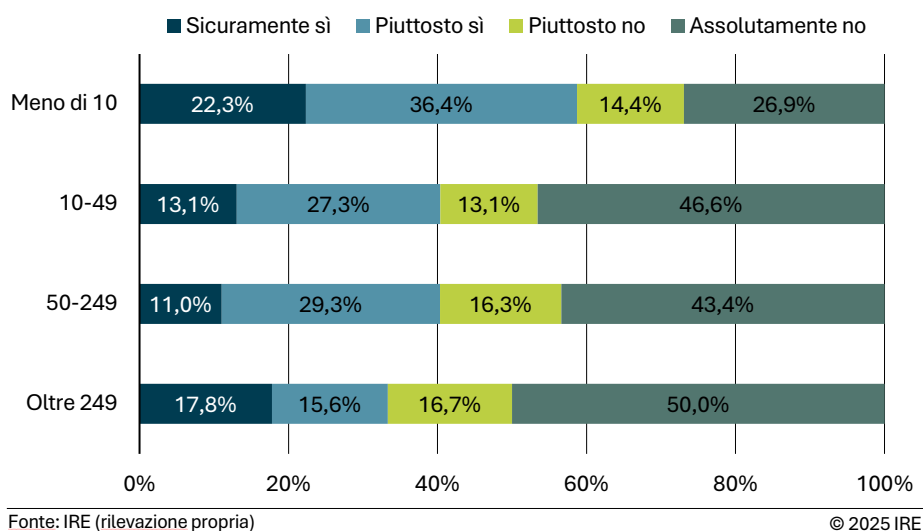 Sicuramente sì Piuttosto sì Piuttosto no Assolutamente no
Meno di 10 22,3% 36,4% 14,4% 26,9%
10-49 13,1% 27,3% 13,1% 46,6%
50-249 11,0% 29,3% 16,3% 43,4%
Oltre 249 17,8% 15,6% 16,7% 50,0%
0% 20% 40% 60% 80% 100%
Fonte: IRE (rilevazione propria) © 2025 IRE